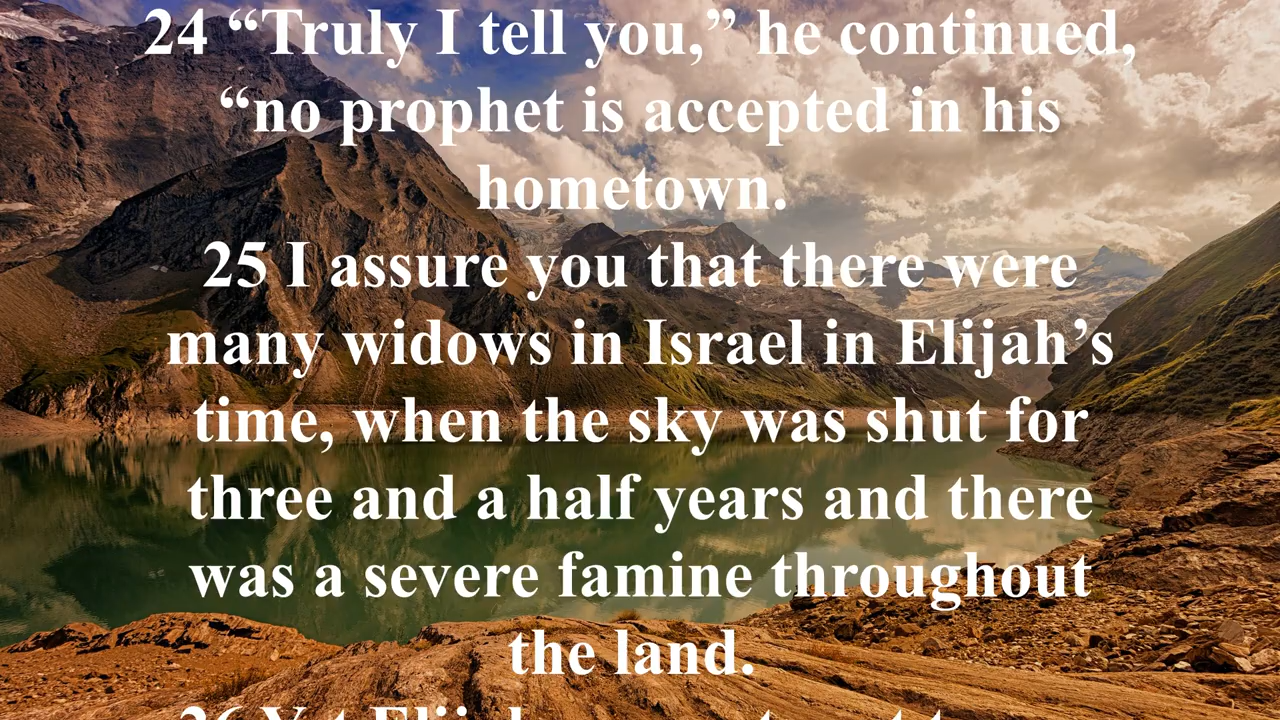 24 “Truly I tell you,” he continued,
“no prophet is accepted in his
hometown.
25 I assure you that there were
many widows in Israel in Elijah’s
time, when the sky was shut for
three and a half years and there
was a severe famine throughout
the land.